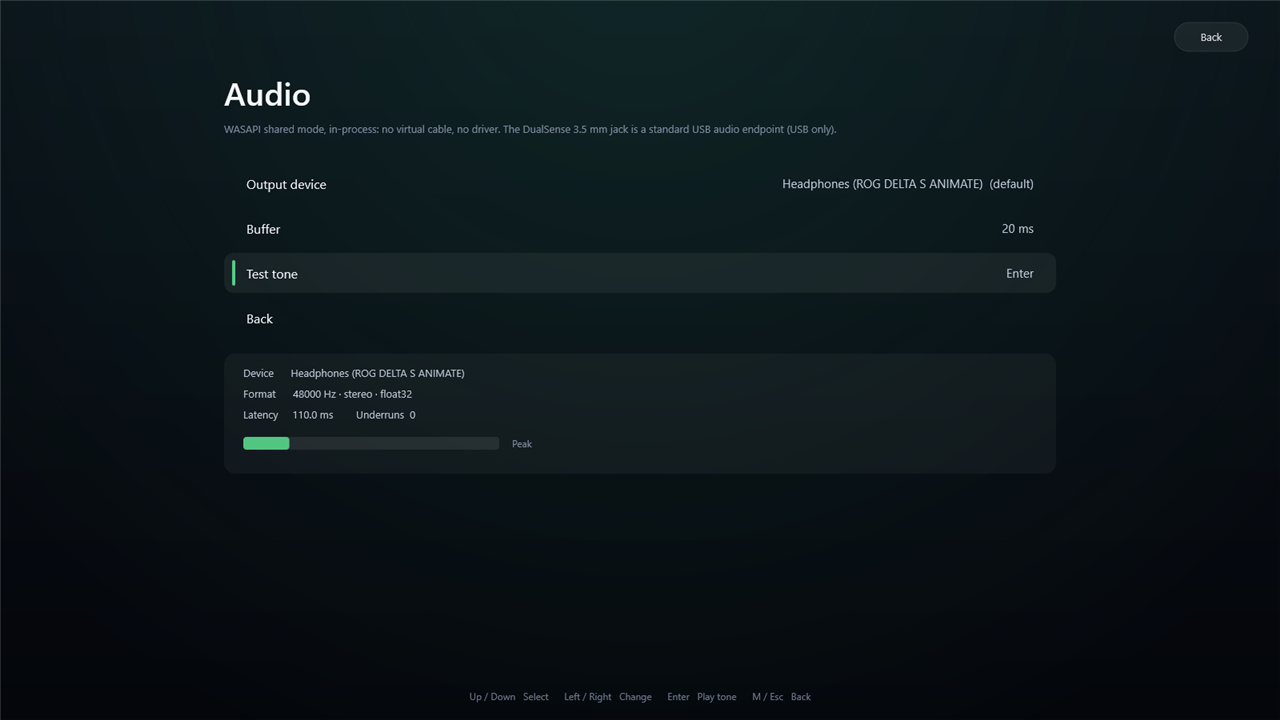 Back
Audio
WASAPI shared mode, in-process: no virtual cable, no driver. The DualSense 3.5 mm jack is a standard USB audio endpoint (USB only).
Output device Headphones (ROG DELTA S ANIMATE) (default)
Buffer 20 ms
Test tone Enter
Back
Device Headphones (ROG DELTA S ANIMATE)
Format 48000 Hz · stereo · float32
Latency 110.0 ms Underruns 0
Peak
Up / Down Select Left / Right Change Enter Play tone M / Esc Back